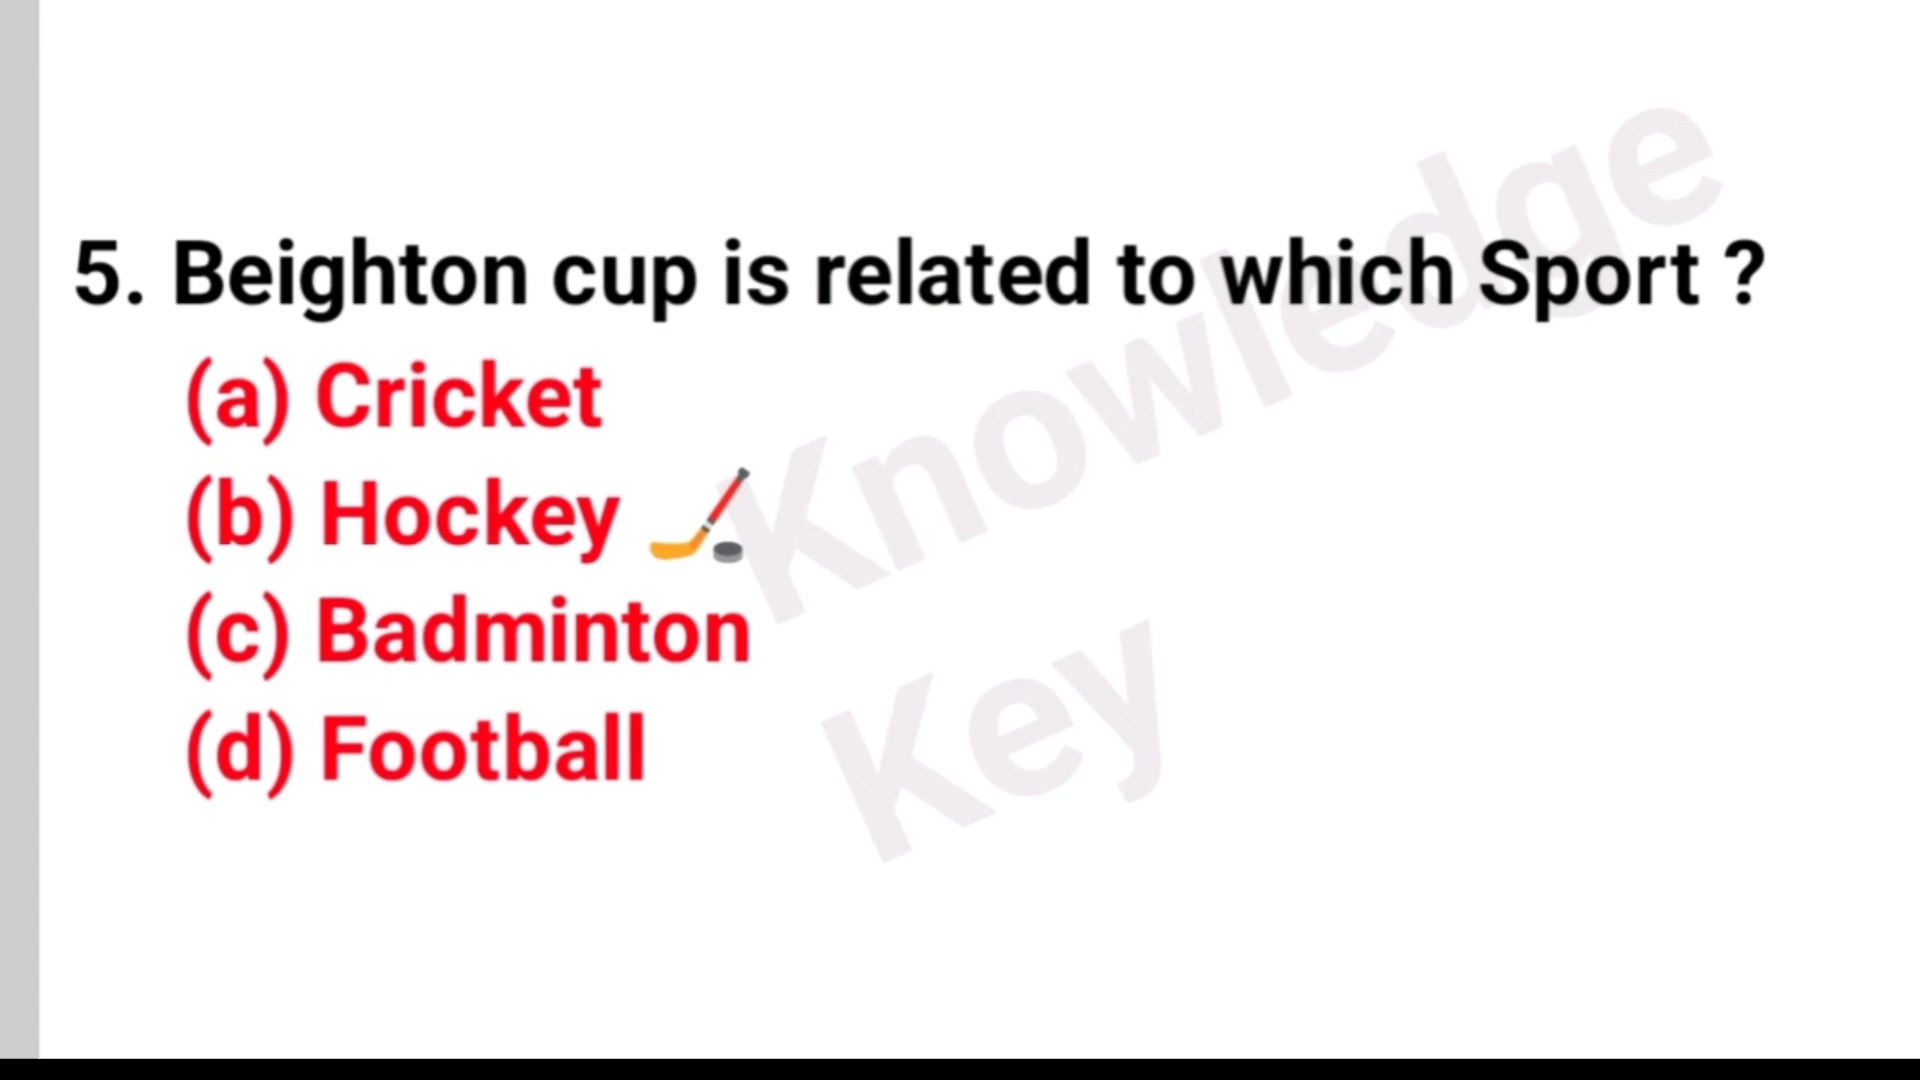 5. Beighton cup is related to which Sport ?
(a) Cricket
(b) Hockey 🏒
(c) Badminton
(d) Football
Knowledge
Key